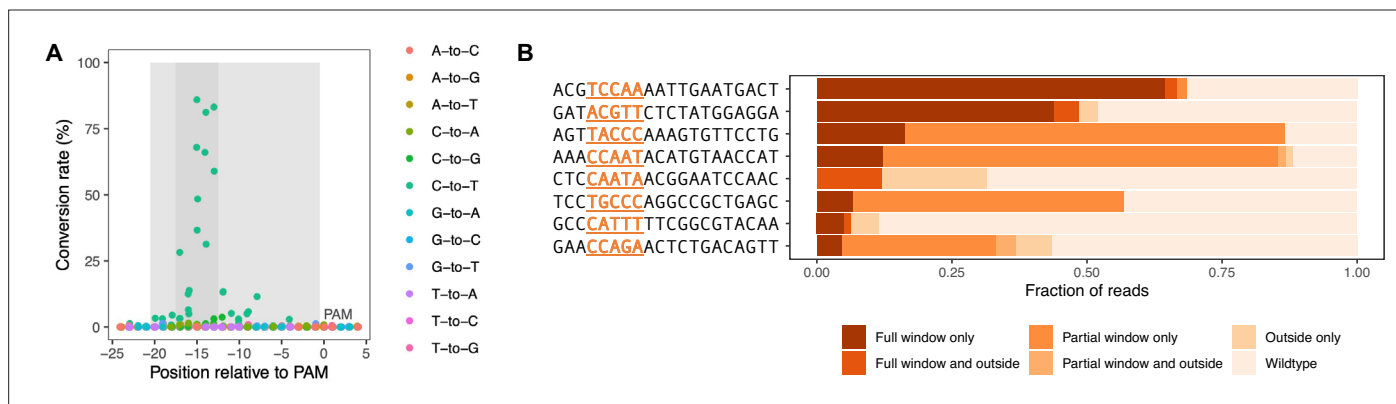 A
Conversion rate (%)
100
75
50
25
0
PAM
−25
−20
−15
−10
−5
0
5
Position relative to PAM
A−to−C
A−to−G
A−to−T
C−to−A
C−to−G
C−to−T
G−to−A
G−to−C
G−to−T
T−to−A
T−to−C
T−to−G
B
ACGTCCAAAATTGAATGACT
GATACGTTCTCTATGGAGGA
AGTTACCCAAAGTGTTCCTG
AAACCAATACATGTAACCAT
CTCCAATAACGGAATCCAAC
TCCTGCCCAGGCCGCTGAGC
GCCCATTTTTCGGCGTACAA
GAACCAGAACTCTGACAGTT
0.00
0.25
0.50
0.75
1.00
Fraction of reads
Full window only
Partial window only
Outside only
Full window and outside
Partial window and outside
Wildtype